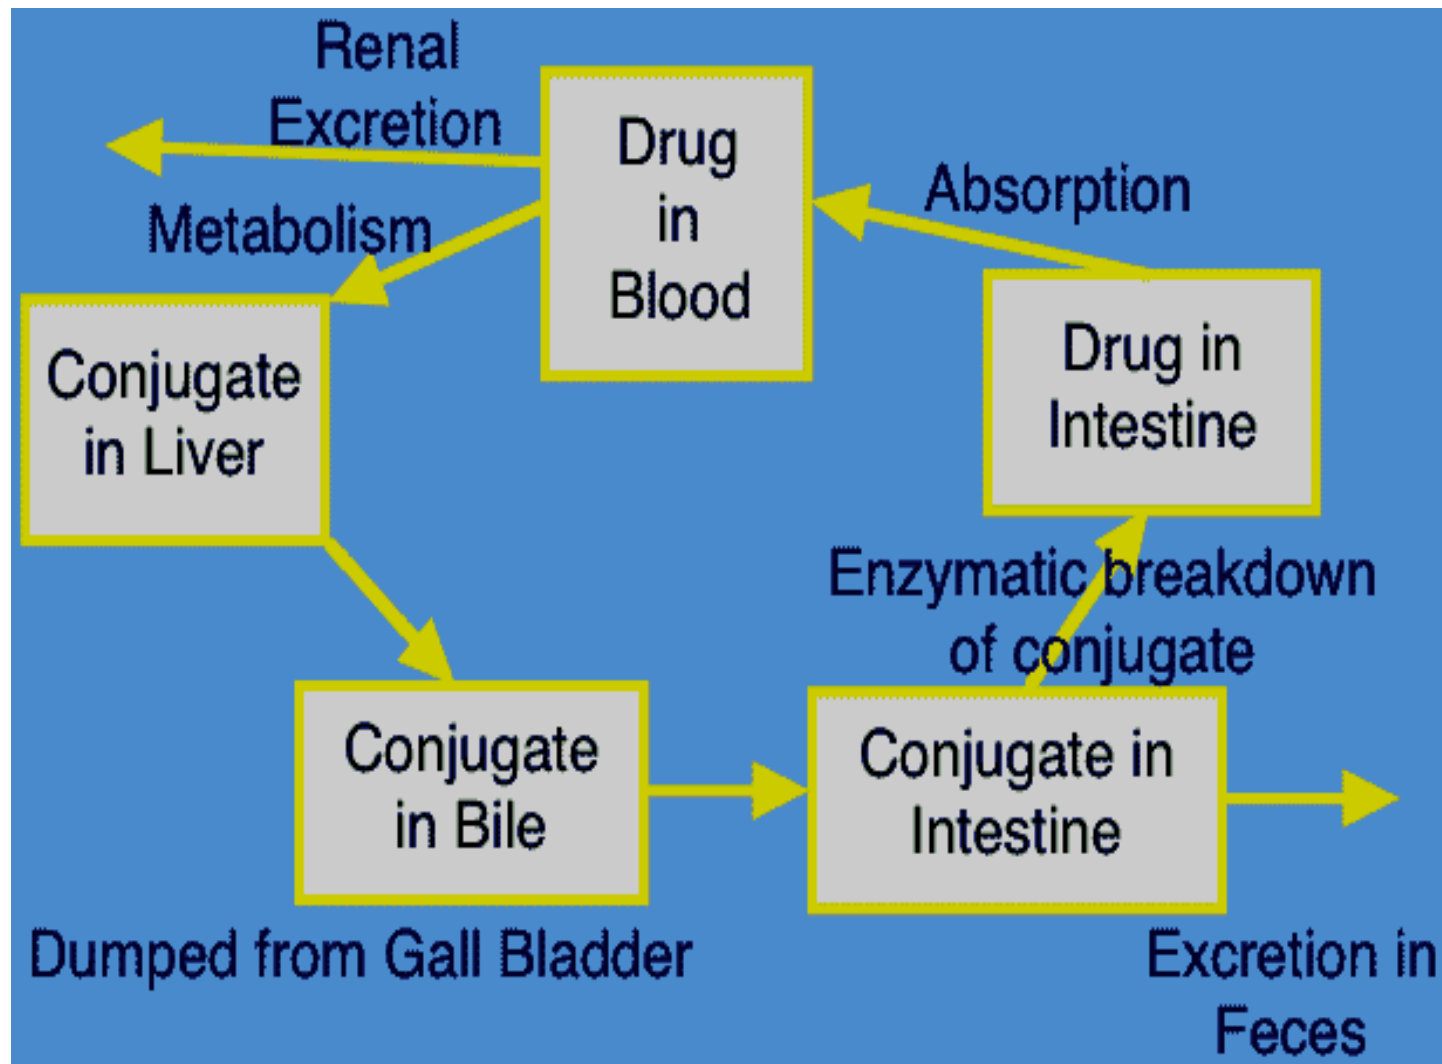 Renal
Excretion
Drug
in
Blood
Absorption
Metabolism
Conjugate
in Liver
Drug in
Intestine
Enzymatic breakdown
of conjugate
Conjugate
in Bile
Conjugate in
Intestine
Dumped from Gall Bladder
Excretion in
Feces